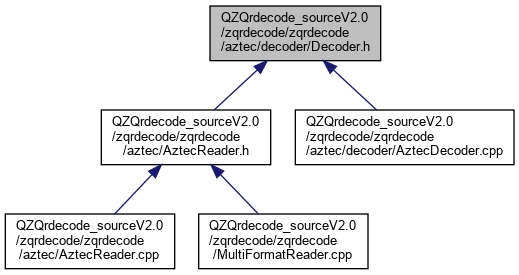 QZQrdecode_sourceV2.0
/zqrdecode/zqrdecode
/aztec/decoder/Decoder.h
QZQrdecode_sourceV2.0
/zqrdecode/zqrdecode
/aztec/AztecReader.h
QZQrdecode_sourceV2.0
/zqrdecode/zqrdecode
/aztec/decoder/AztecDecoder.cpp
QZQrdecode_sourceV2.0
/zqrdecode/zqrdecode
/aztec/AztecReader.cpp
QZQrdecode_sourceV2.0
/zqrdecode/zqrdecode
/MultiFormatReader.cpp